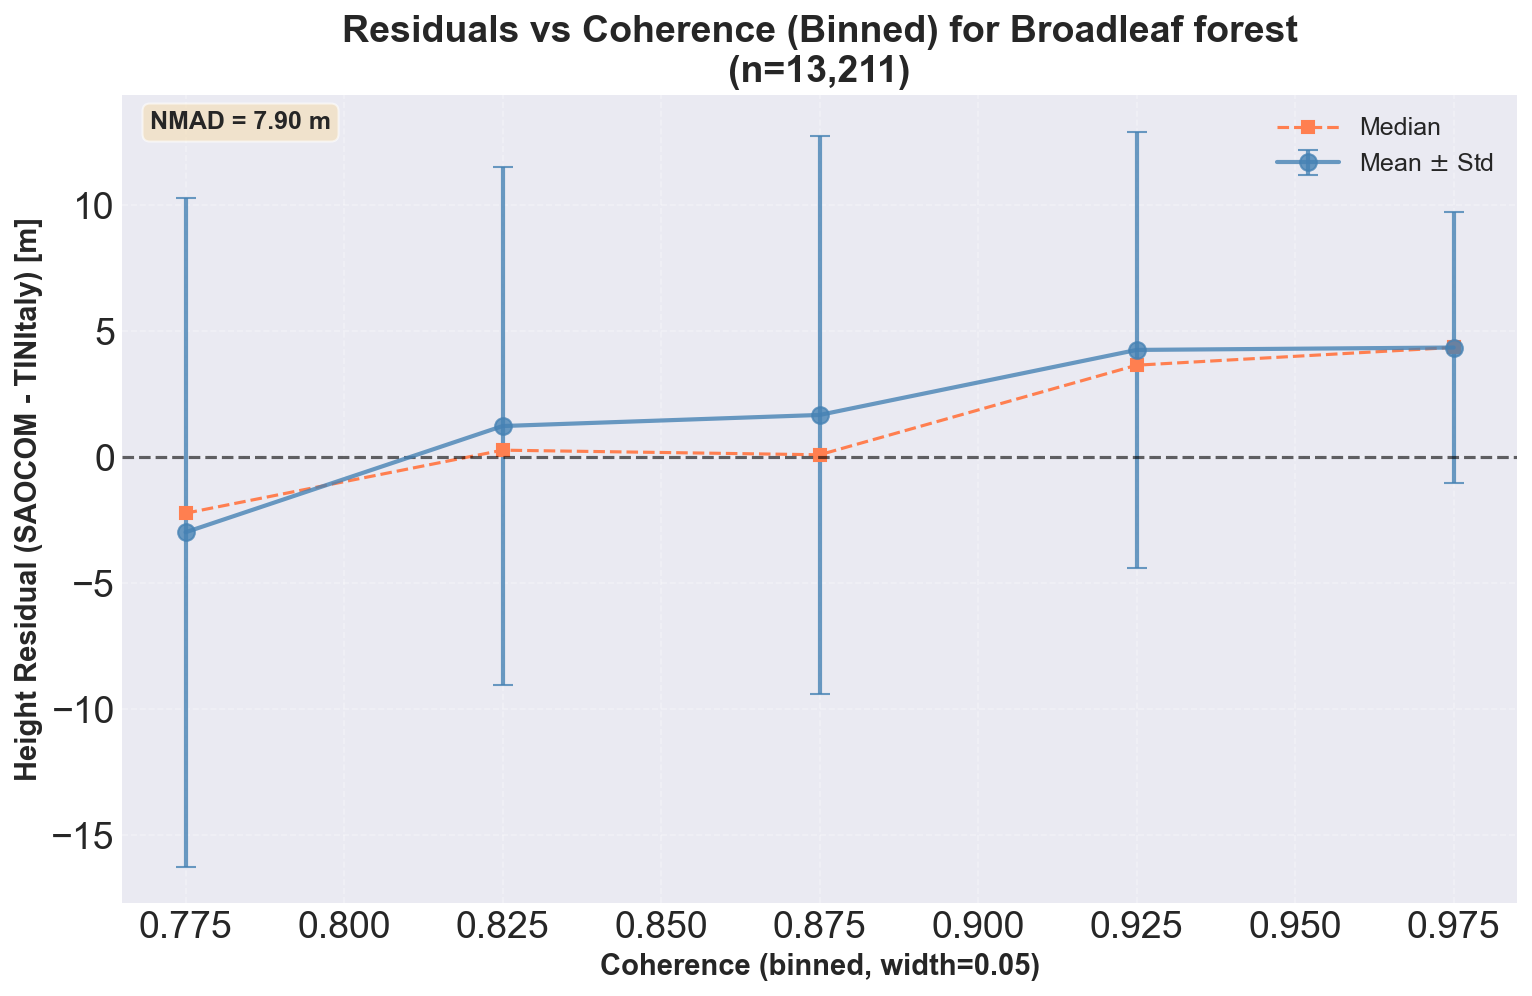 Residuals vs Coherence (Binned) for Broadleaf forest
(n=13,211)
NMAD = 7.90 m
Median
Mean ± Std
Height Residual (SAOCOM - TINItaly) [m]
10
5
0
−5
−10
−15
0.775 0.800 0.825 0.850 0.875 0.900 0.925 0.950 0.975
Coherence (binned, width=0.05)